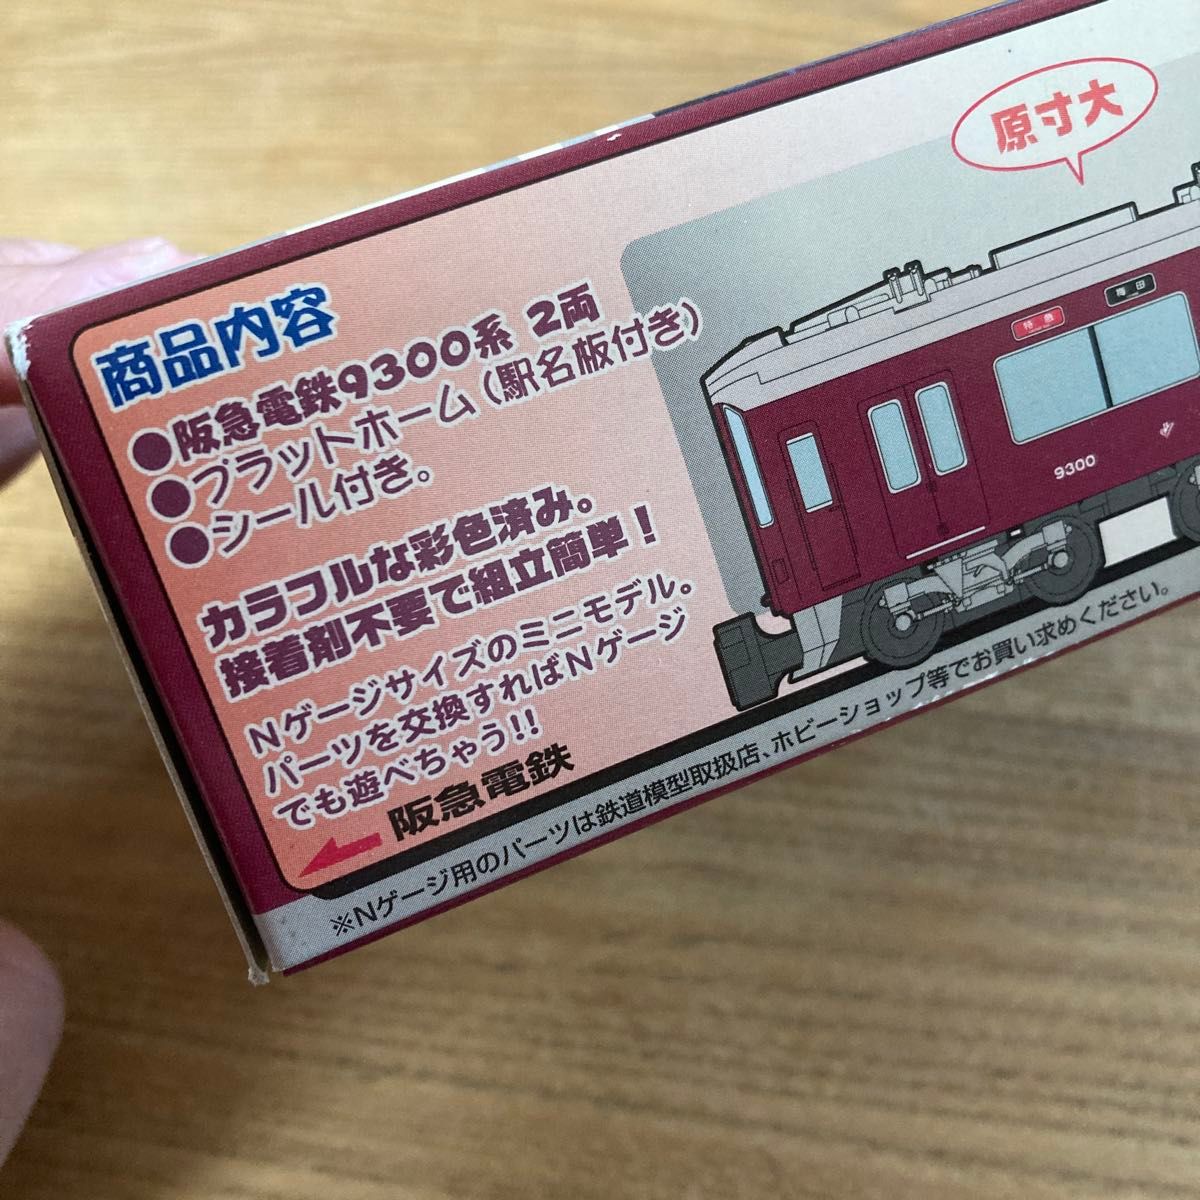 商品内容
●阪急電鉄9300系 2両
●プラットホーム（駅名板付き）
●シール付き。
カラフルな彩色済み。
接着剤不要で組立簡単！
Nゲージサイズのミニモデル。
パーツを交換すればNゲージ
でも遊べちゃう!!
阪急電鉄
※Nゲージ用のパーツは鉄道模型取扱店、ホビーショップ等でお買い求めください。
原寸大
特急
梅田
9300